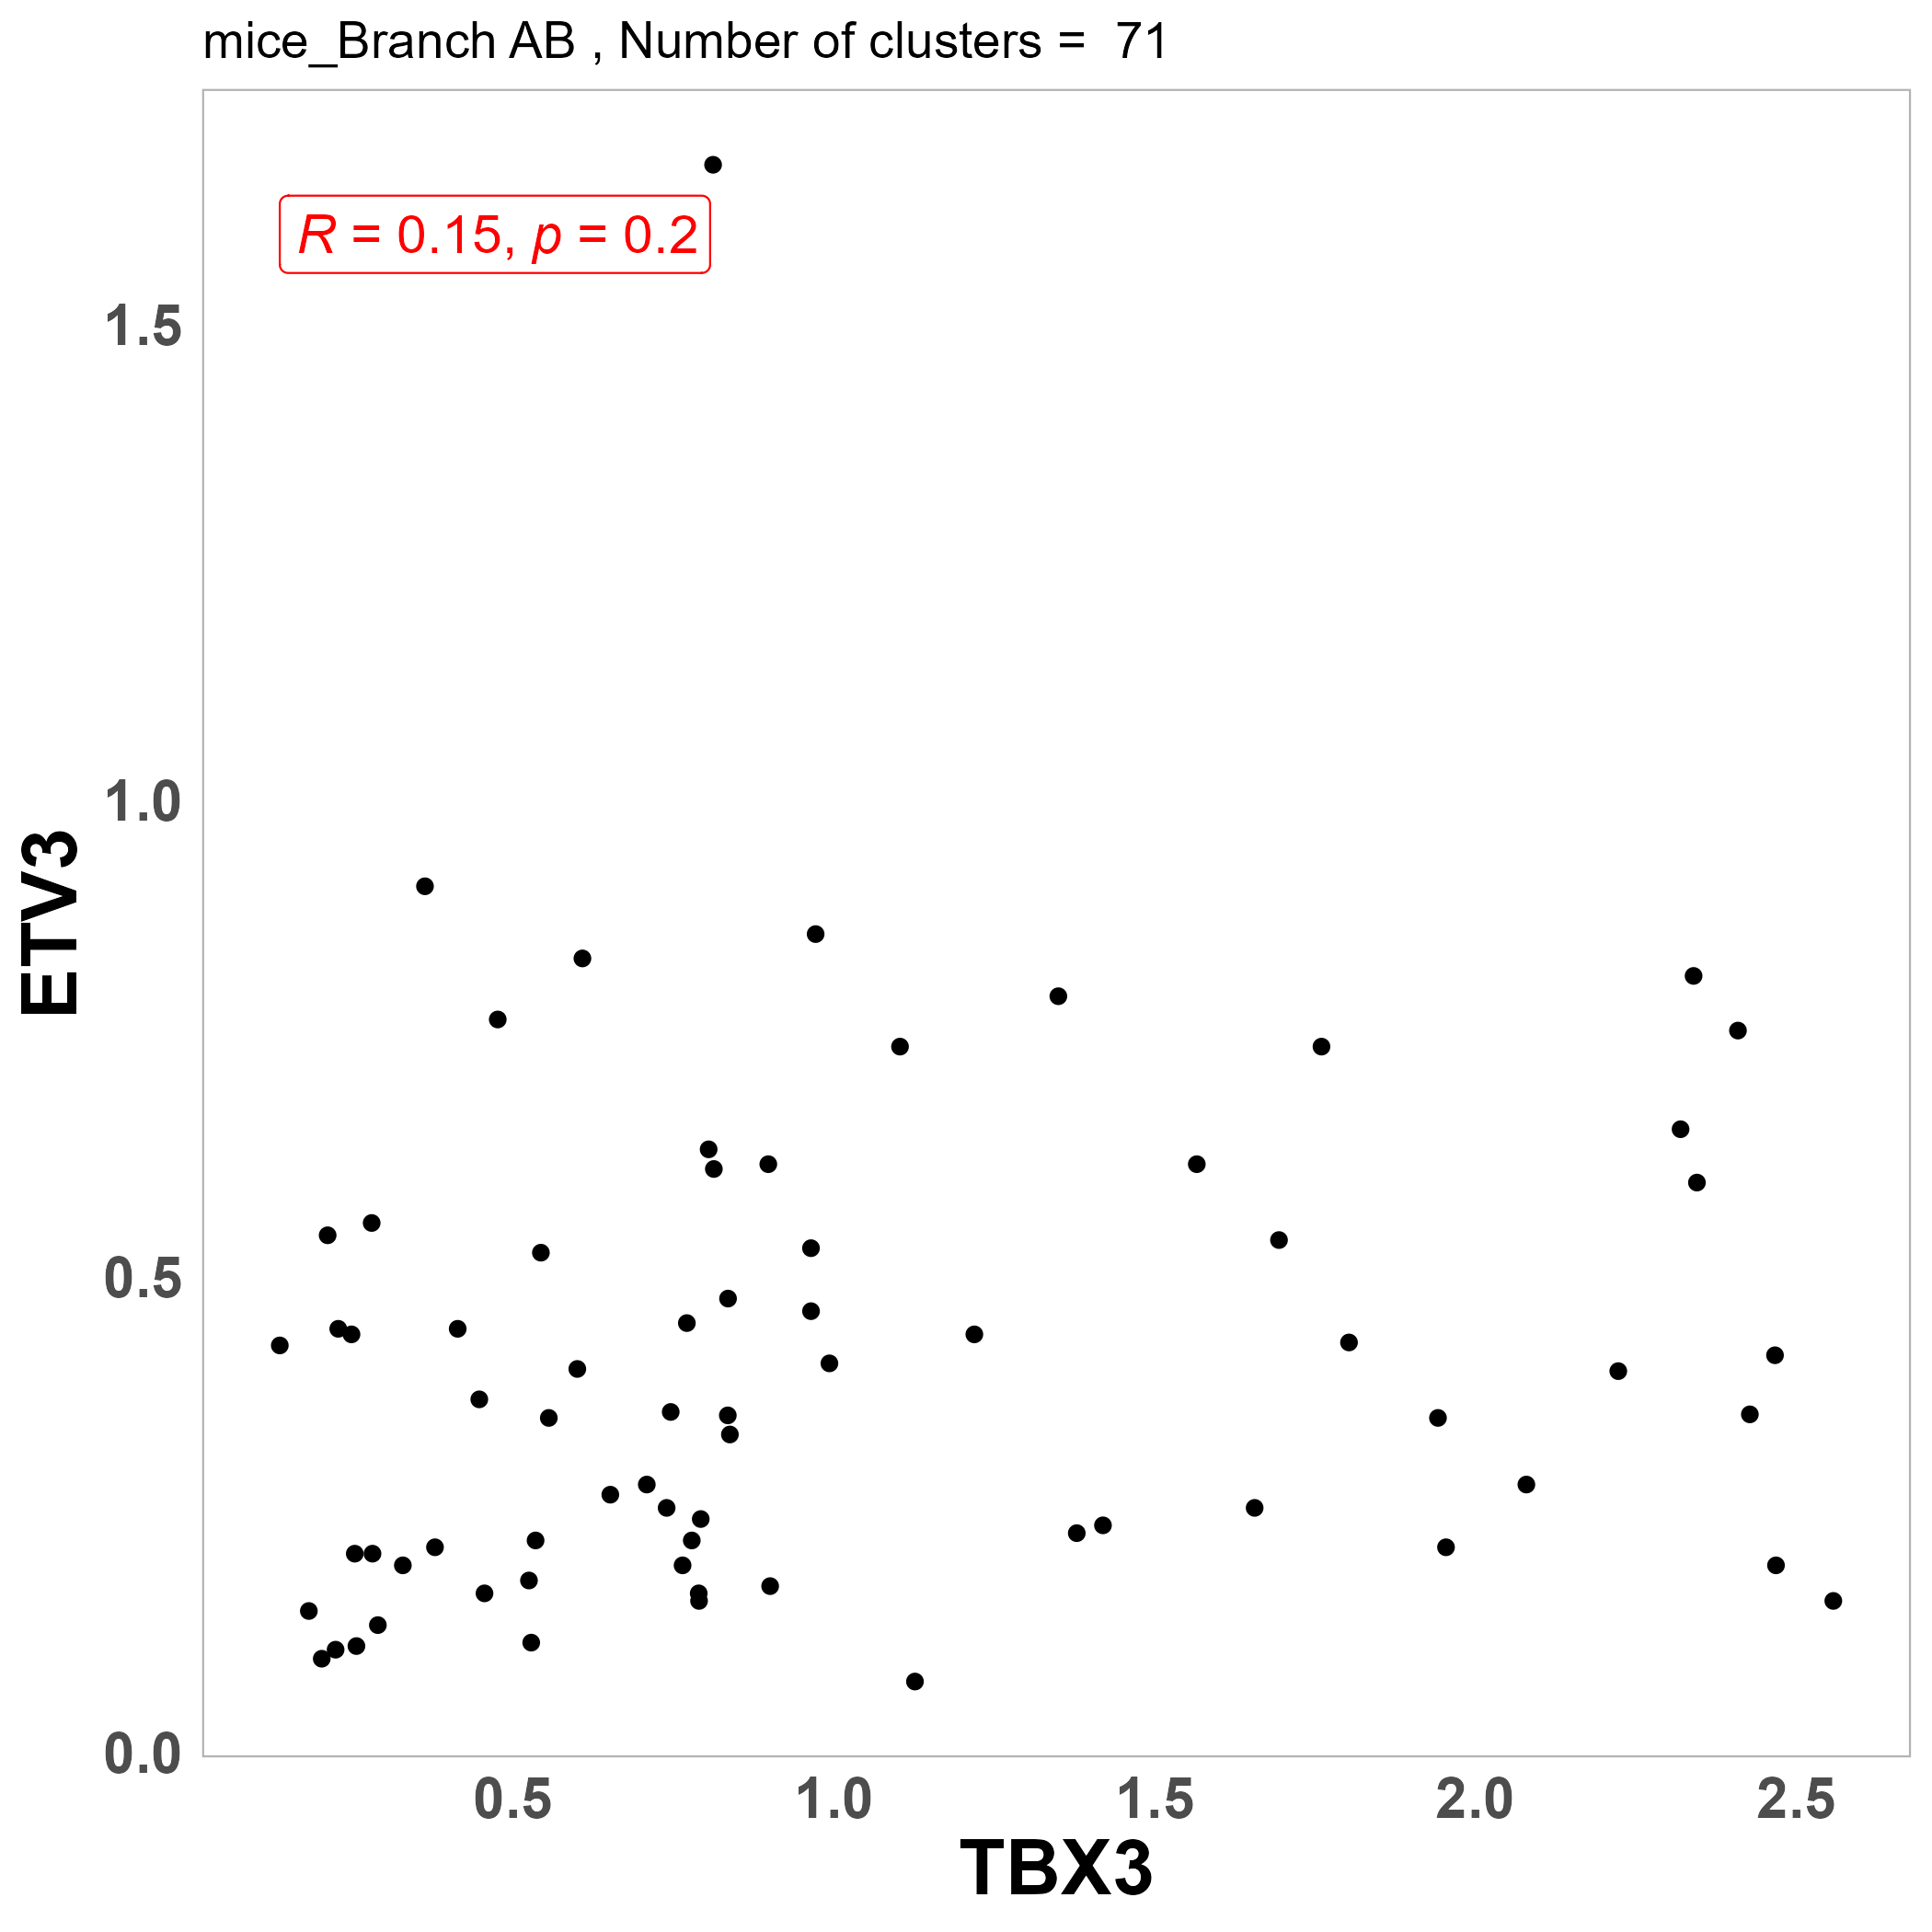 mice_Branch AB , Number of clusters =  71
R = 0.15, p = 0.2
1.5
1.0
0.5
0.0
ETV3
0.5 1.0 1.5 2.0 2.5
TBX3